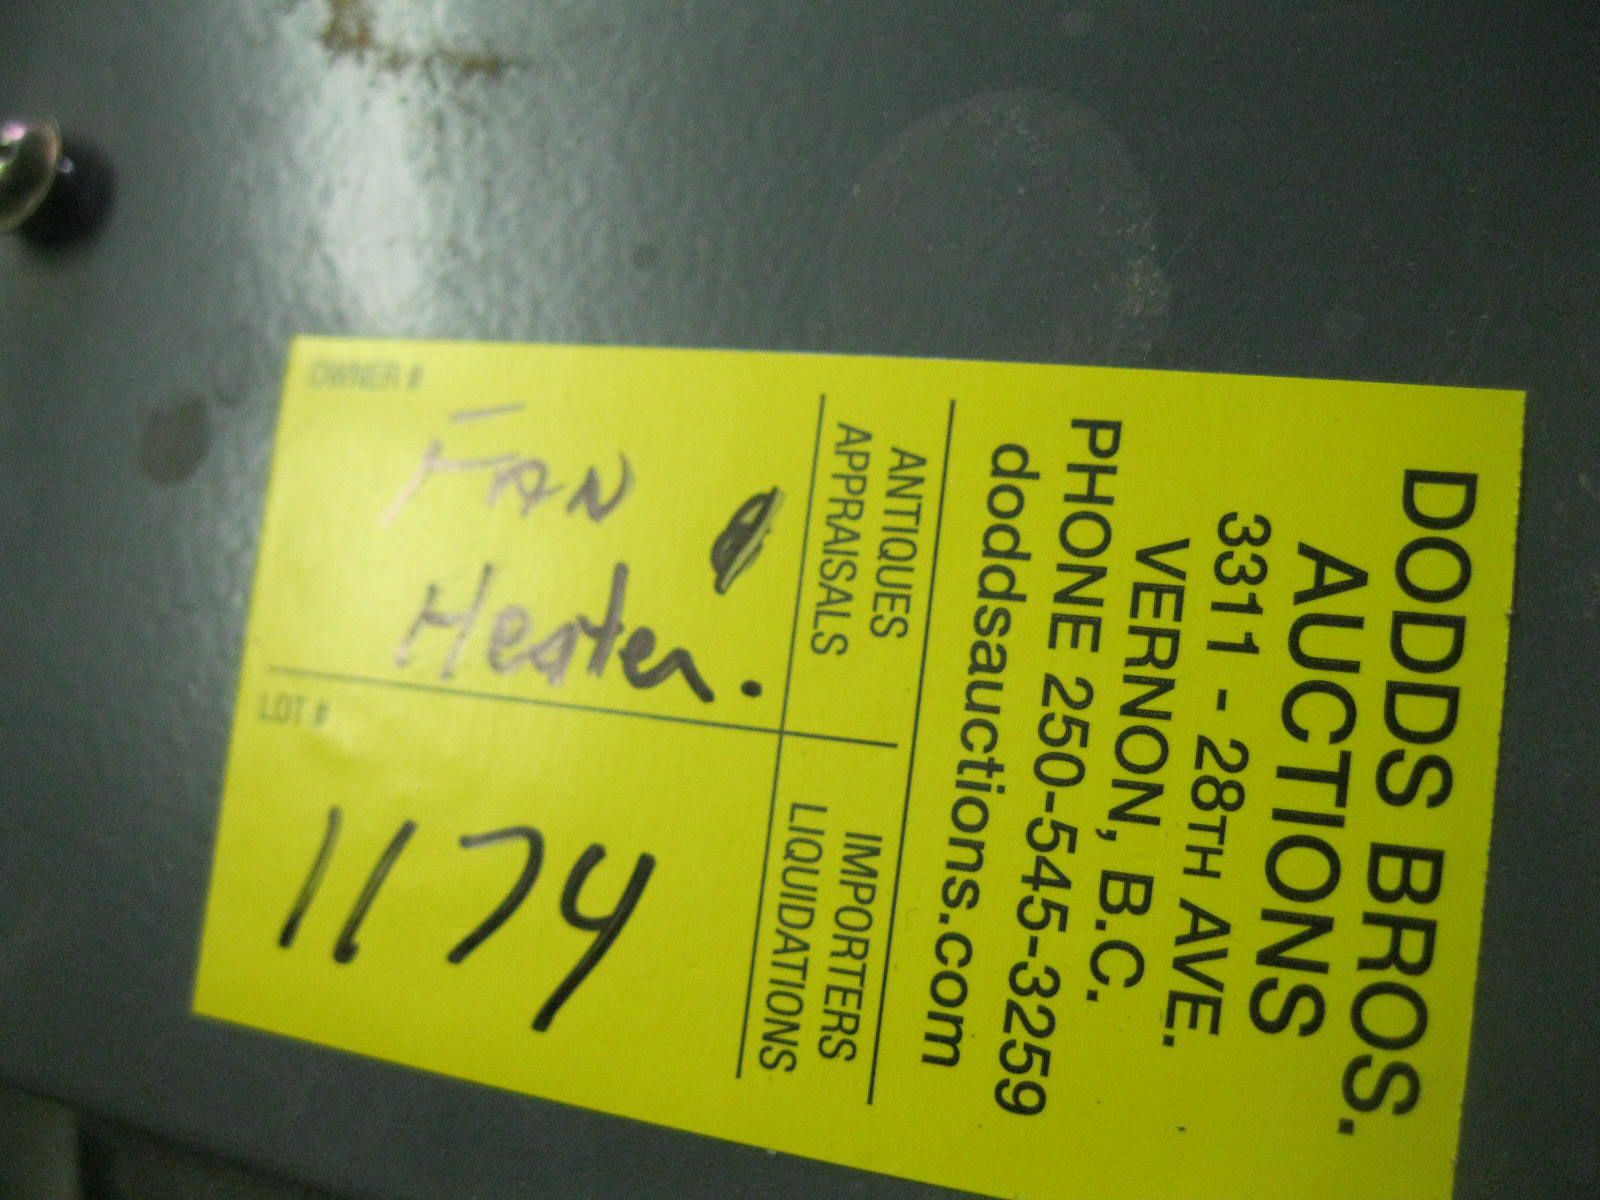 DODDS BROS.
AUCTIONS
3311 - 28TH AVE.
VERNON, B.C.
PHONE 250-545-3259
doddsauctions.com
ANTIQUES
APPRAISALS
IMPORTERS
LIQUIDATIONS
OWNER #
FAN
Heater.
LOT #
1174